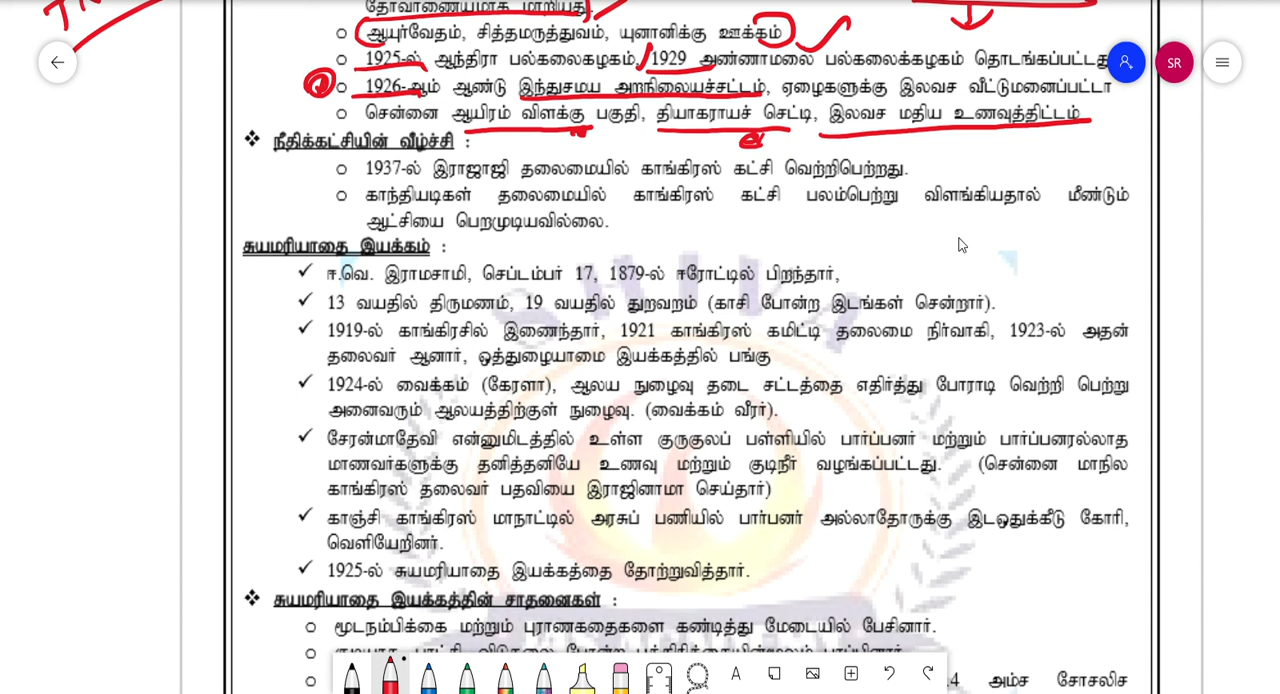 தோவாணையமாக மாறியது.
o ஆயுர்வேதம், சித்தமருத்துவம், யுனானிக்கு ஊக்கம்
o 1925-ல் ஆந்திரா பல்கலைகழகம், 1929 அண்ணாமலை பல்கலைக்கழகம் தொடங்கப்பட்டது
o 1926-ஆம் ஆண்டு இந்துசமய அறநிலையச்சட்டம், ஏழைகளுக்கு இலவச வீட்டுமனைப்பட்டா
o சென்னை ஆயிரம் விளக்கு பகுதி, தியாகராயச் செட்டி, இலவச மதிய உணவுத்திட்டம்
❖ நீதிக்கட்சியின் வீழ்ச்சி :
o 1937-ல் இராஜாஜி தலைமையில் காங்கிரஸ் கட்சி வெற்றிபெற்றது.
o காந்தியடிகள் தலைமையில் காங்கிரஸ் கட்சி பலம்பெற்று விளங்கியதால் மீண்டும்
ஆட்சியை பெறமுடியவில்லை.
சுயமரியாதை இயக்கம் :
✓ ஈ.வெ. இராமசாமி, செப்டம்பர் 17, 1879-ல் ஈரோட்டில் பிறந்தார்,
✓ 13 வயதில் திருமணம், 19 வயதில் துறவறம் (காசி போன்ற இடங்கள் சென்றார்).
✓ 1919-ல் காங்கிரசில் இணைந்தார், 1921 காங்கிரஸ் கமிட்டி தலைமை நிர்வாகி, 1923-ல் அதன்
தலைவர் ஆனார், ஒத்துழையாமை இயக்கத்தில் பங்கு
✓ 1924-ல் வைக்கம் (கேரளா), ஆலய நுழைவு தடை சட்டத்தை எதிர்த்து போராடி வெற்றி பெற்று
அனைவரும் ஆலயத்திற்குள் நுழைவு. (வைக்கம் வீரர்).
✓ சேரன்மாதேவி என்னுமிடத்தில் உள்ள குருகுலப் பள்ளியில் பார்ப்பனர் மற்றும் பார்ப்பனரல்லாத
மாணவர்களுக்கு தனித்தனியே உணவு மற்றும் குடிநீர் வழங்கப்பட்டது. (சென்னை மாநில
காங்கிரஸ் தலைவர் பதவியை இராஜினாமா செய்தார்)
✓ காஞ்சி காங்கிரஸ் மாநாட்டில் அரசுப் பணியில் பார்பனர் அல்லாதோருக்கு இடஒதுக்கீடு கோரி,
வெளியேறினர்.
✓ 1925-ல் சுயமரியாதை இயக்கத்தை தோற்றுவித்தார்.
❖ சுயமரியாதை இயக்கத்தின் சாதனைகள் :
o மூடநம்பிக்கை மற்றும் புராணகதைகளை கண்டித்து மேடையில் பேசினார்.
அம்ச சோசலிச
SR
SHIVA
A